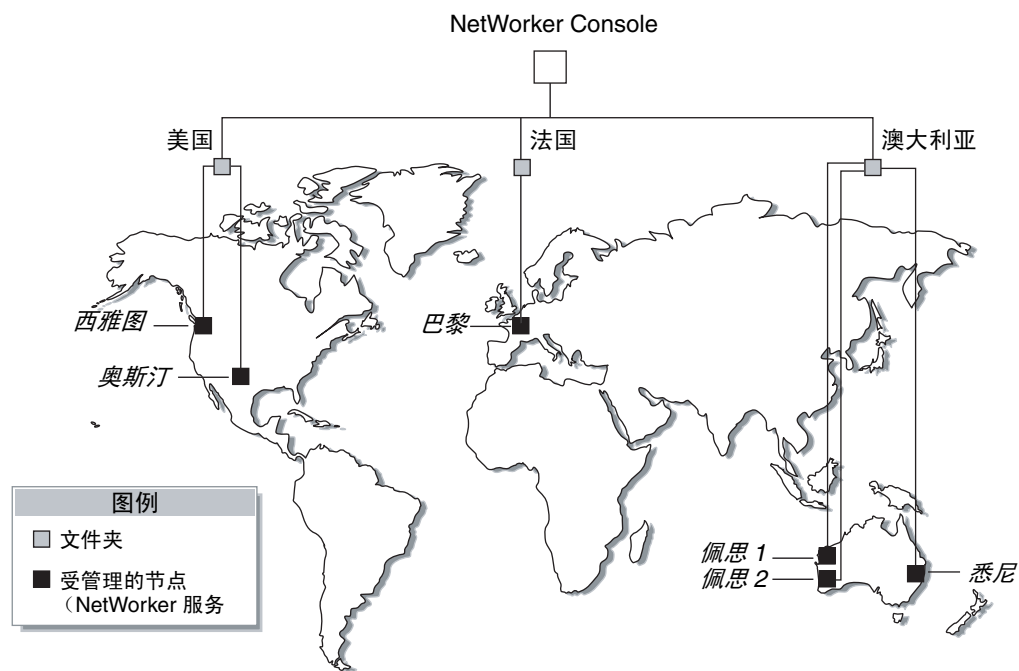 NetWorker Console
美国
法国
澳大利亚
西雅图
巴黎
奥斯汀
图例
文件夹
受管理的节点
（NetWorker 服务
佩思 1
佩思 2
悉尼